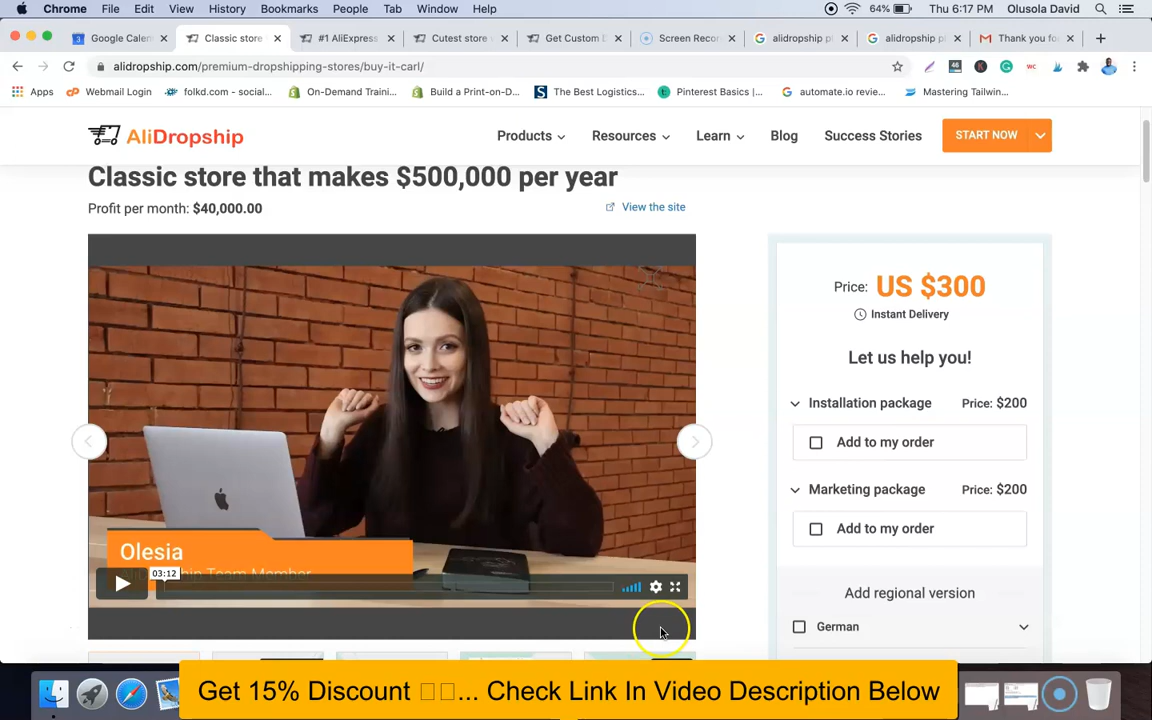 Chrome File Edit View History Bookmarks People Tab Window Help 64% Thu 6:17 PM Olusola David
Google Calen Classic store #1 AliExpress Cutest store Get Custom Screen Recor alidropship p alidropship p Thank you fo
alidropship.com/premium-dropshipping-stores/buy-it-carl/
Apps Webmail Login folkd.com - social... On-Demand Traini... Build a Print-on-D... The Best Logistics... Pinterest Basics |... automate.io review... Mastering Tailwin...
AliDropship Products Resources Learn Blog Success Stories START NOW
Classic store that makes $500,000 per year
Profit per month: $40,000.00 View the site
Price: US $300
Instant Delivery
Let us help you!
Installation package Price: $200
Add to my order
Marketing package Price: $200
Add to my order
Olesia
Team Member
03:12
Add regional version
German
Get 15% Discount ... Check Link In Video Description Below